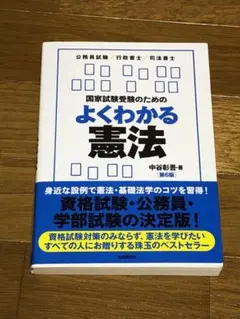 公務員試験／行政書士／司法書士
国家試験受験のための
よくわかる
憲法
中谷彰吾・著
[第6版]
身近な設例で憲法・基礎法学のコツを習得！
資格試験・公務員・
学部試験の決定版！
資格試験対策のみならず、憲法を学びたい
すべての人にお贈りする珠玉のベストセラー